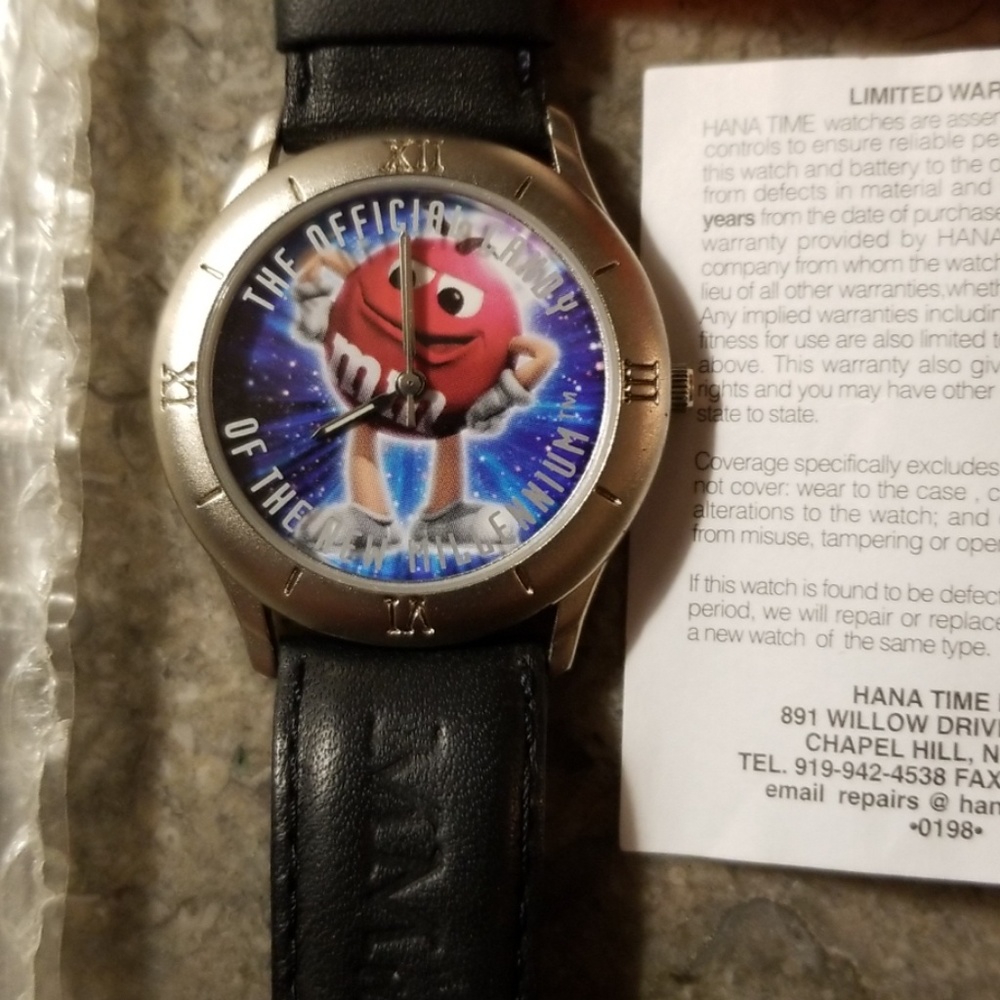 XII
III
VI
IX
THE OFFICIAL CANDY
OF THE NEW MILLENNIUM™
m m
LIMITED WAR
HANA TIME watches are asse
controls to ensure reliable pe
this watch and battery to the o
from defects in material and
years from the date of purchase
warranty provided by HANA
company from whom the watch
lieu of all other warranties, wheth
Any implied warranties includin
fitness for use are also limited t
above. This warranty also giv
rights and you may have other
state to state.
Coverage specifically excludes
not cover: wear to the case , c
alterations to the watch; and
from misuse, tampering or ope
If this watch is found to be defec
period, we will repair or replace
a new watch of the same type.
HANA TIME
891 WILLOW DRIV
CHAPEL HILL, N
TEL. 919-942-4538 FAX
email repairs @ han
•0198•